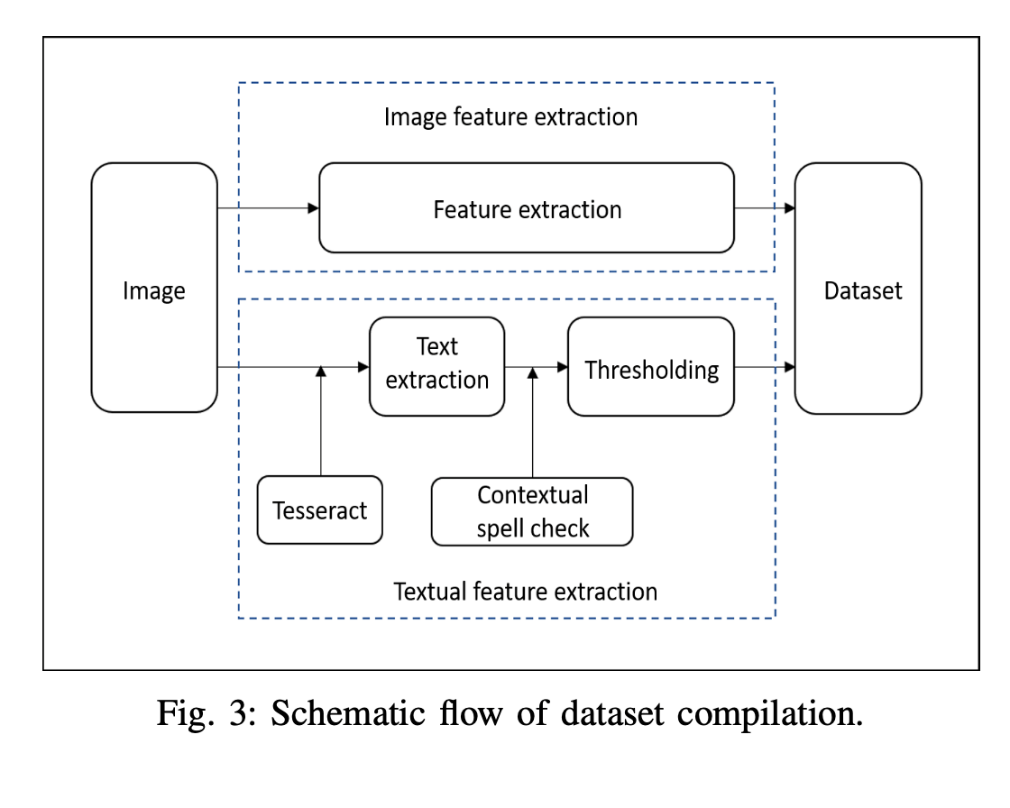 Image feature extraction
Feature extraction
Image
Dataset
Text
extraction
Thresholding
Tesseract
Contextual
spell check
Textual feature extraction
Fig. 3: Schematic flow of dataset compilation.